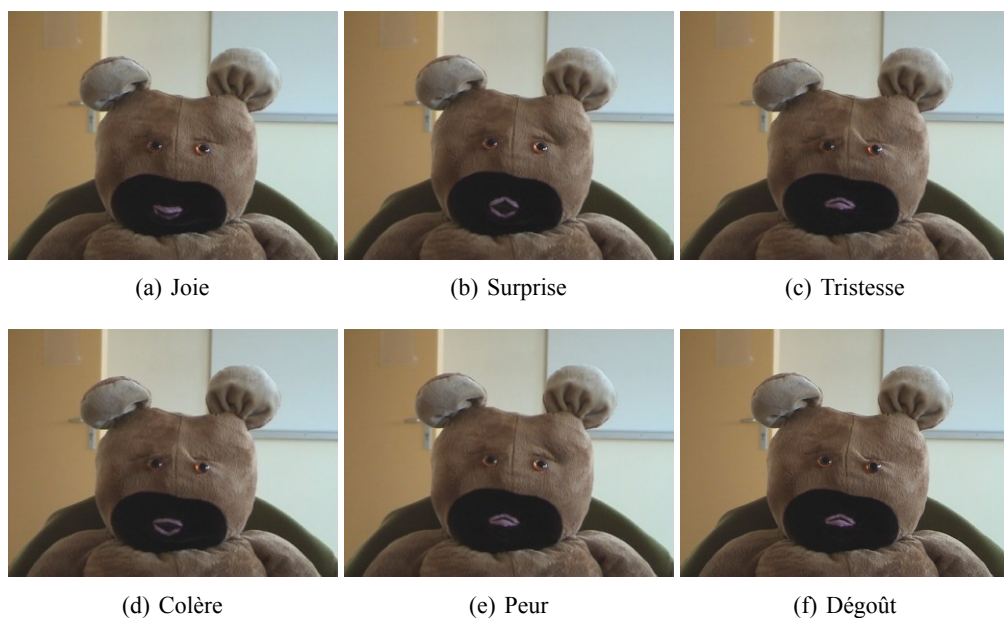 (a) Joie
(b) Surprise
(c) Tristesse
(d) Colère
(e) Peur
(f) Dégoût